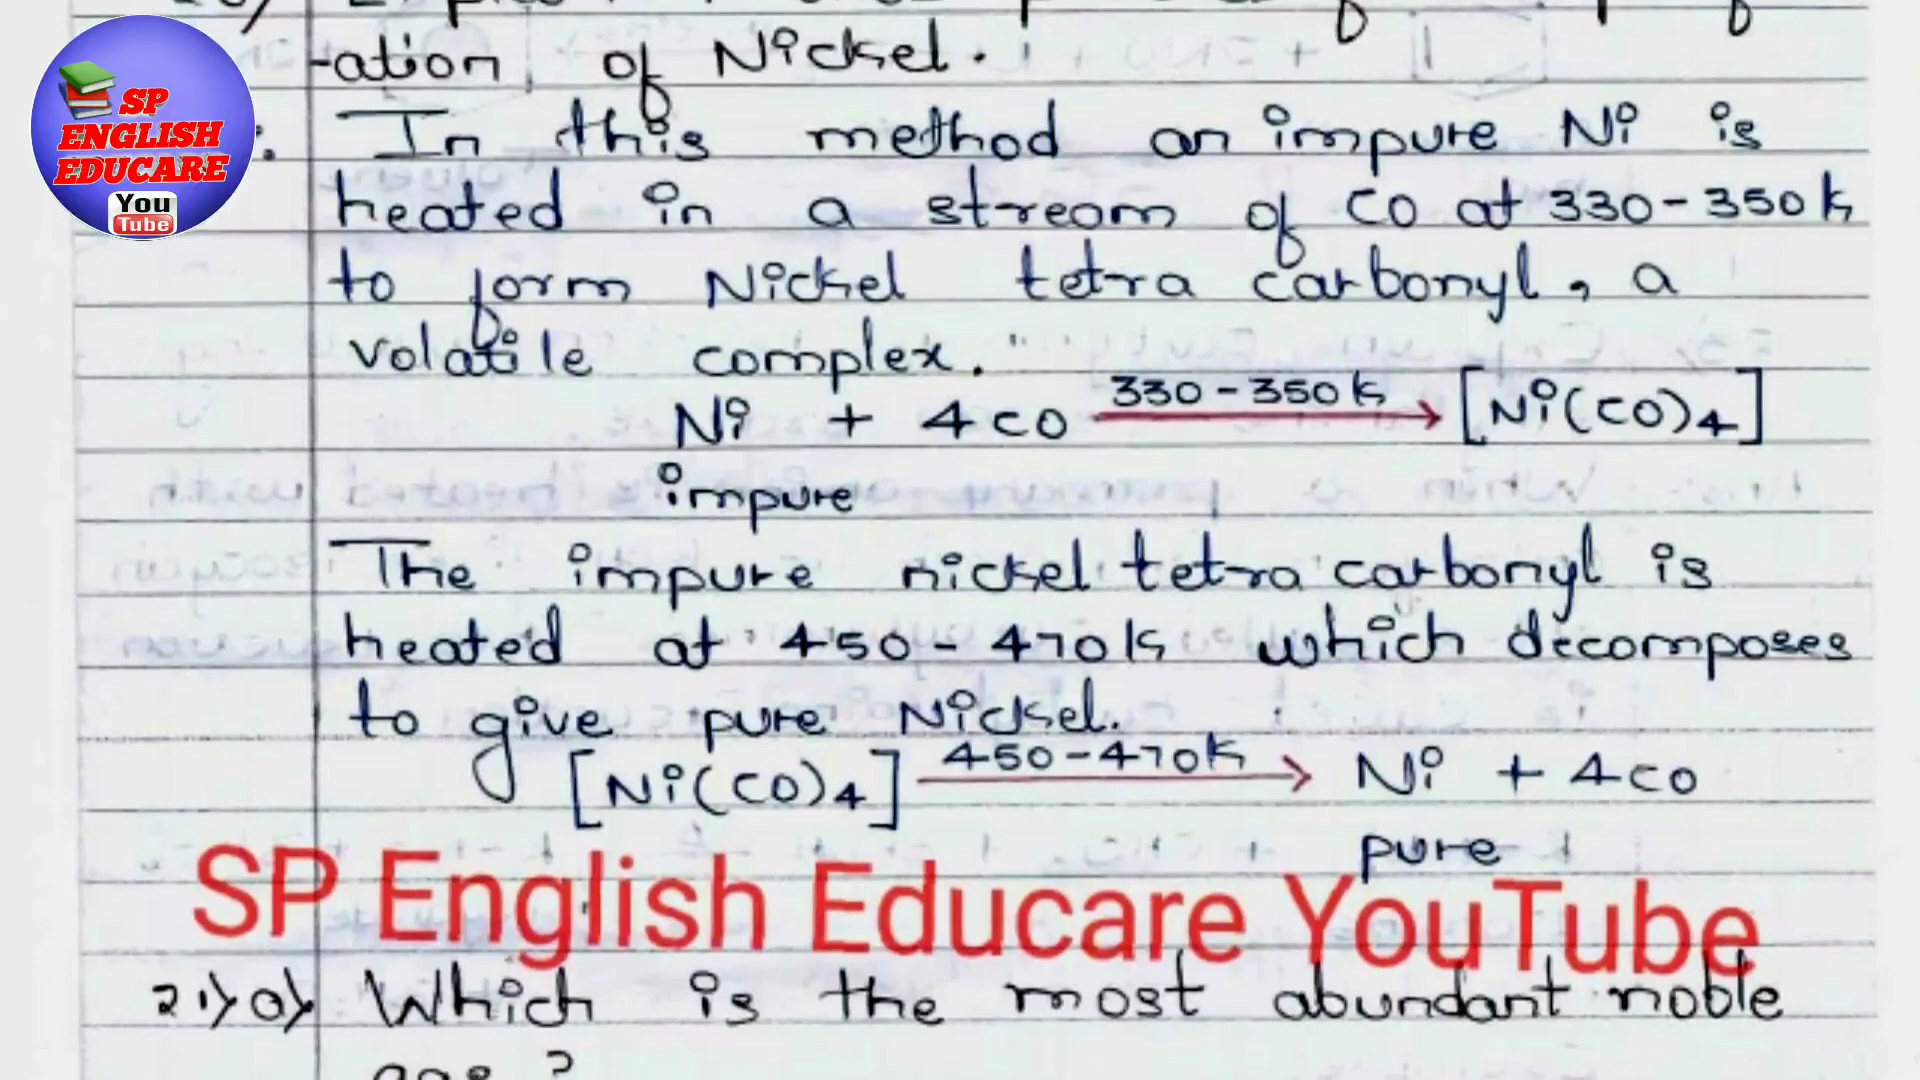 SP
ENGLISH
EDUCARE
You
Tube
-ation of Nickel.
: In this method an impure Ni is
heated in a stream of CO at 330-350K
to form Nickel tetra carbonyl, a
volatile complex.
Ni + 4CO 330-350K → [Ni(CO)4]
impure
The impure nickel tetra carbonyl is
heated at 450-470K which decomposes
to give pure Nickel.
[Ni(CO)4] 450-470K → Ni + 4CO
pure
SP English Educare YouTube
21) a) Which is the most abundant noble
gas ?